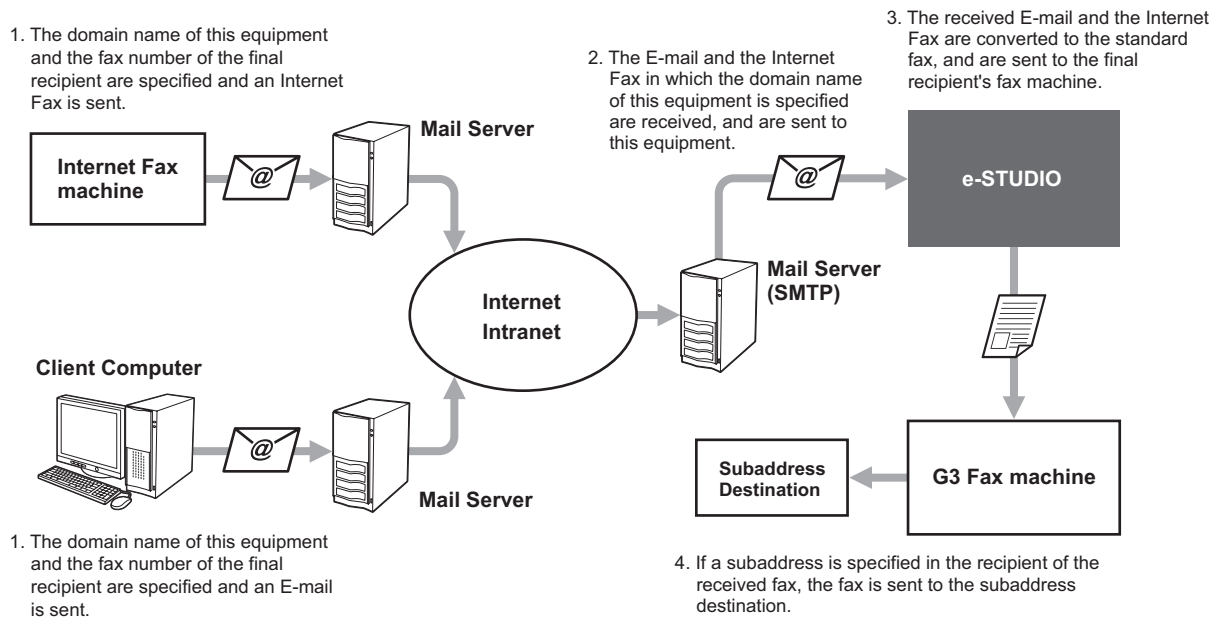 1. The domain name of this equipment
and the fax number of the final
recipient are specified and an Internet
Fax is sent.
2. The E-mail and the Internet
Fax in which the domain name
of this equipment is specified
are received, and are sent to
this equipment.
3. The received E-mail and the Internet
Fax are converted to the standard
fax, and are sent to the final
recipient's fax machine.
Internet Fax
machine
@
Mail Server
@
e-STUDIO
Internet
Intranet
Mail Server
(SMTP)
Client Computer
@
Mail Server
Subaddress
Destination
G3 Fax machine
1. The domain name of this equipment
and the fax number of the final
recipient are specified and an E-mail
is sent.
4. If a subaddress is specified in the recipient of the
received fax, the fax is sent to the subaddress
destination.